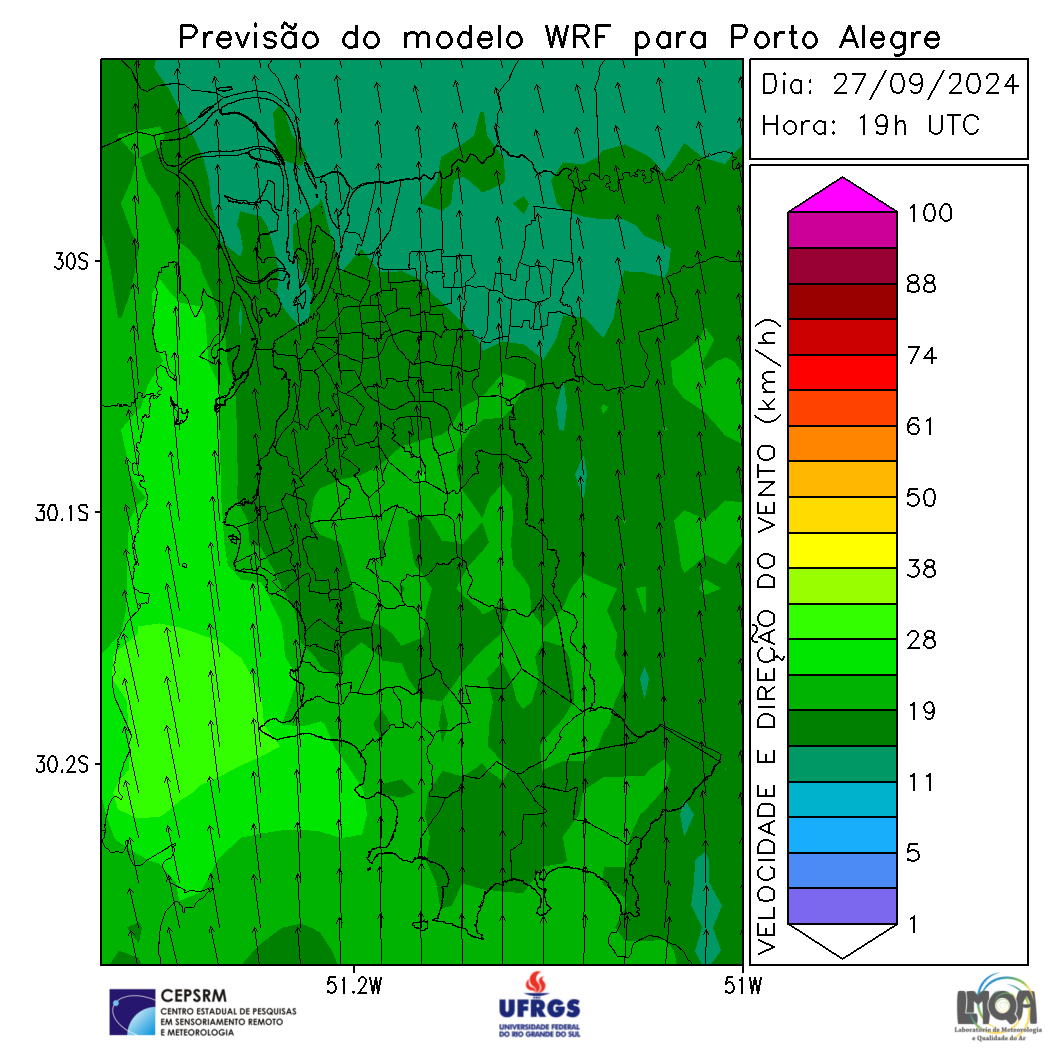 Previsão do modelo WRF para Porto Alegre
Dia: 27/09/2024
Hora: 19h UTC
30S
30.1S
30.2S
51.2W
51W
VELOCIDADE E DIREÇÃO DO VENTO (km/h)
100
88
74
61
50
38
28
19
11
5
1
CEPSRM
CENTRO ESTADUAL DE PESQUISAS
EM SENSORIAMENTO REMOTO
E METEOROLOGIA
UFRGS
UNIVERSIDADE FEDERAL
DO RIO GRANDE DO SUL
LMQA
Laboratório de Meteorologia
e Qualidade do Ar